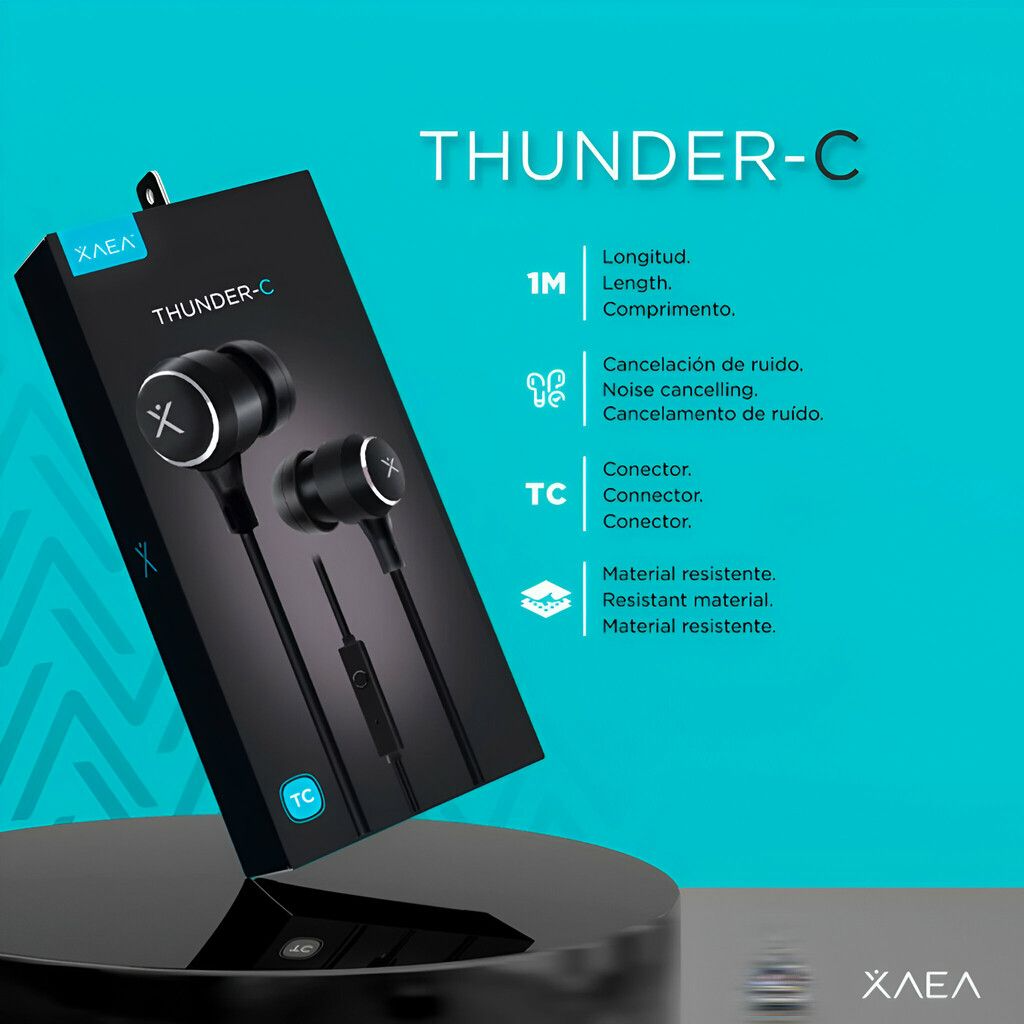 THUNDER-C
XAEA
THUNDER-C
1M
Longitud.
Length.
Comprimento.
Cancelación de ruido.
Noise cancelling.
Cancelamento de ruído.
TC
Conector.
Connector.
Conector.
Material resistente.
Resistant material.
Material resistente.
TC
TC
XAEA